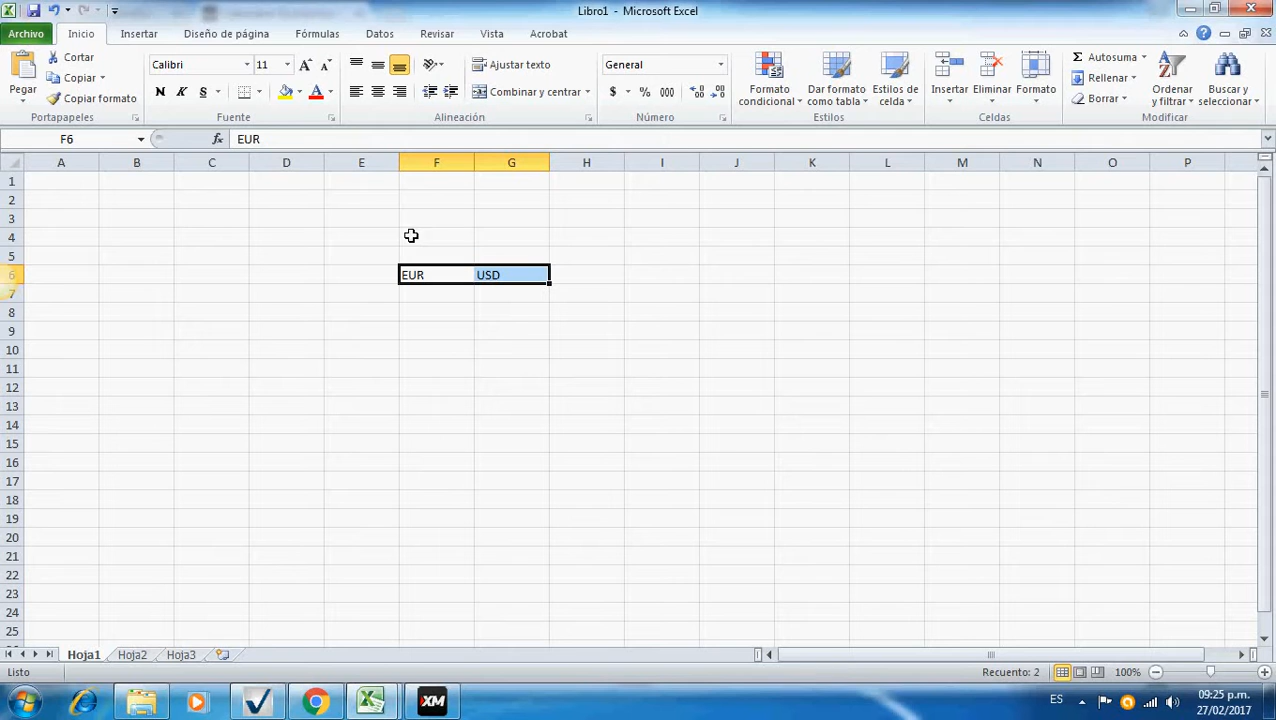 Libro1 - Microsoft Excel
Archivo Inicio Insertar Diseño de página Fórmulas Datos Revisar Vista Acrobat
Pegar
Cortar
Copiar
Copiar formato
Portapapeles
Calibri 11
N K S
Fuente
Ajustar texto
Combinar y centrar
Alineación
General
$ % 000
Número
Formato condicional
Dar formato como tabla
Estilos de celda
Estilos
Insertar Eliminar Formato
Celdas
Autosuma
Rellenar
Borrar
Ordenar y filtrar
Buscar y seleccionar
Modificar
F6 fx EUR
A B C D E F G H I J K L M N O P
1
2
3
4
5
6 EUR USD
7
8
9
10
11
12
13
14
15
16
17
18
19
20
21
22
23
24
25
Hoja1 Hoja2 Hoja3
Listo Recuento: 2 100%
XM ES 09:25 p.m.
27/02/2017